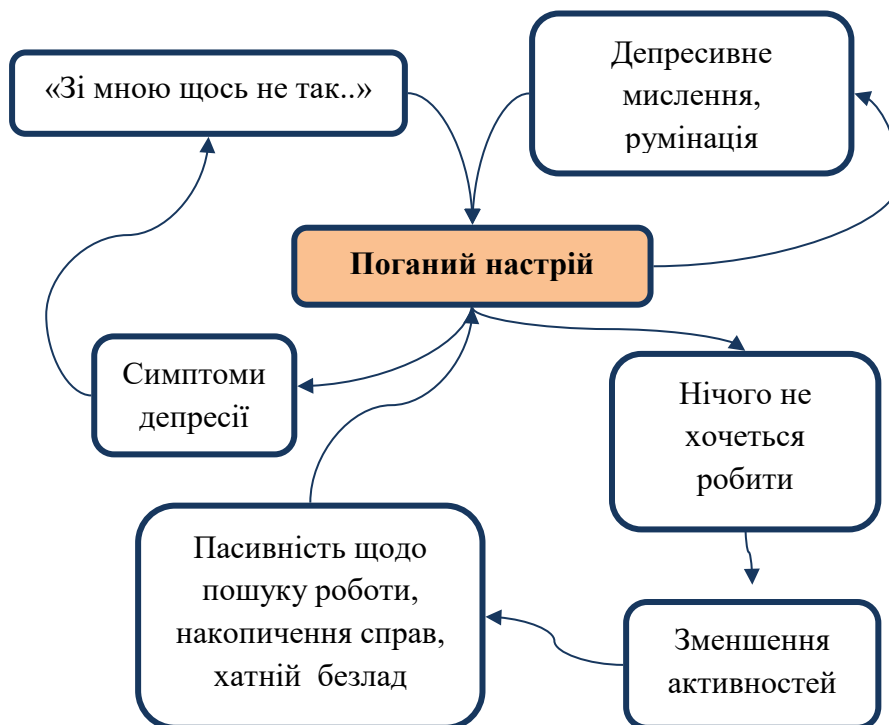 «Зі мною щось не так..»
Депресивне
мислення,
румінація
Поганий настрій
Симптоми
депресії
Нічого не
хочеться
робити
Пасивність щодо
пошуку роботи,
накопичення справ,
хатній безлад
Зменшення
активностей